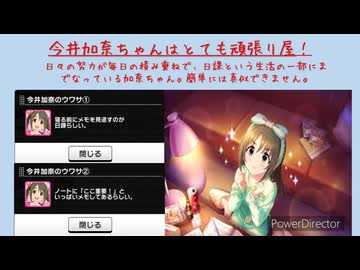 今井加奈ちゃんはとても頑張り屋！
日々の努力が毎日の積み重ねで、日課という生活の一部にま
でなっている加奈ちゃん。簡単には真似できません。
今井加奈のウワサ①
寝る前にメモを見返すのが
日課らしい。
閉じる
今井加奈のウワサ②
ノートに「ここ重要！」と
いっぱいメモしてあるらしい。
閉じる
PowerDirector